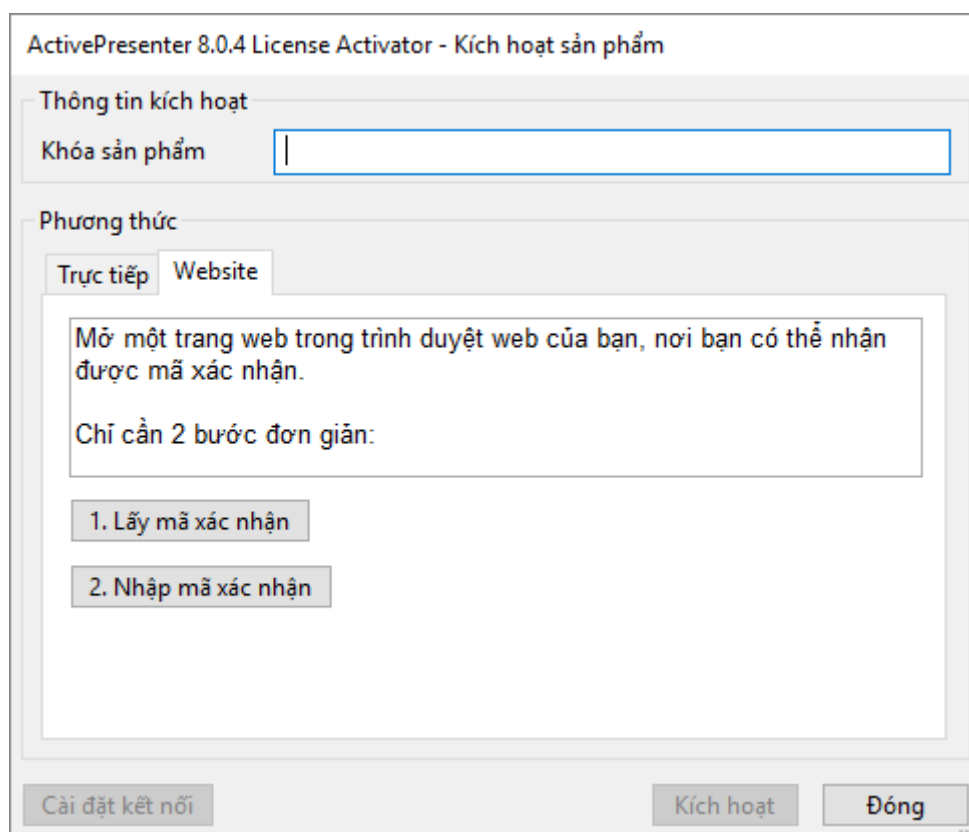 ActivePresenter 8.0.4 License Activator - Kích hoạt sản phẩm
Thông tin kích hoạt
Khóa sản phẩm
Phương thức
Trực tiếp
Website
Mở một trang web trong trình duyệt web của bạn, nơi bạn có thể nhận
được mã xác nhận.
Chỉ cần 2 bước đơn giản:
1. Lấy mã xác nhận
2. Nhập mã xác nhận
Cài đặt kết nối
Kích hoạt
Đóng